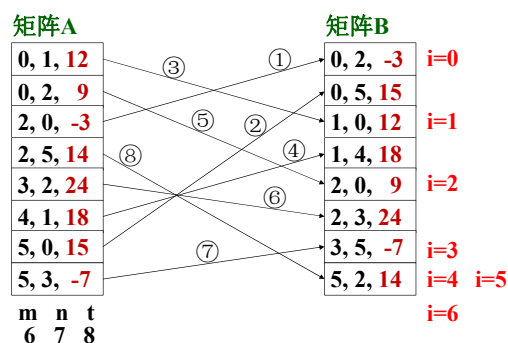 矩阵A
矩阵B
0, 1, 12
0, 2, 9
2, 0, -3
2, 5, 14
3, 2, 24
4, 1, 18
5, 0, 15
5, 3, -7
m n t
6 7 8
①
③
②
⑤
④
⑧
⑥
⑦
0, 2, -3 i=0
0, 5, 15
1, 0, 12 i=1
1, 4, 18
2, 0, 9 i=2
2, 3, 24
3, 5, -7 i=3
5, 2, 14 i=4 i=5
i=6